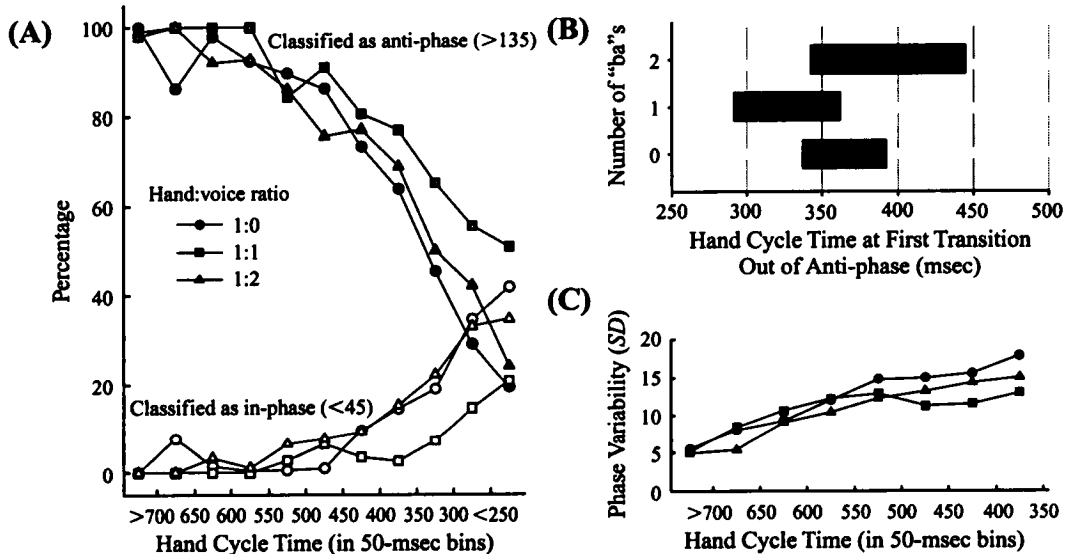 (A)
100
80
60
40
20
0
Percentage
Classified as anti-phase (>135)
Hand:voice ratio
1:0
1:1
1:2
Classified as in-phase (<45)
>700 650 600 550 500 450 400 350 300 <250
Hand Cycle Time (in 50-msec bins)
(B)
Number of "ba"s
2
1
0
250 300 350 400 450 500
Hand Cycle Time at First Transition
Out of Anti-phase (msec)
(C)
Phase Variability (SD)
20
15
10
5
0
>700 650 600 550 500 450 400 350
Hand Cycle Time (in 50-msec bins)